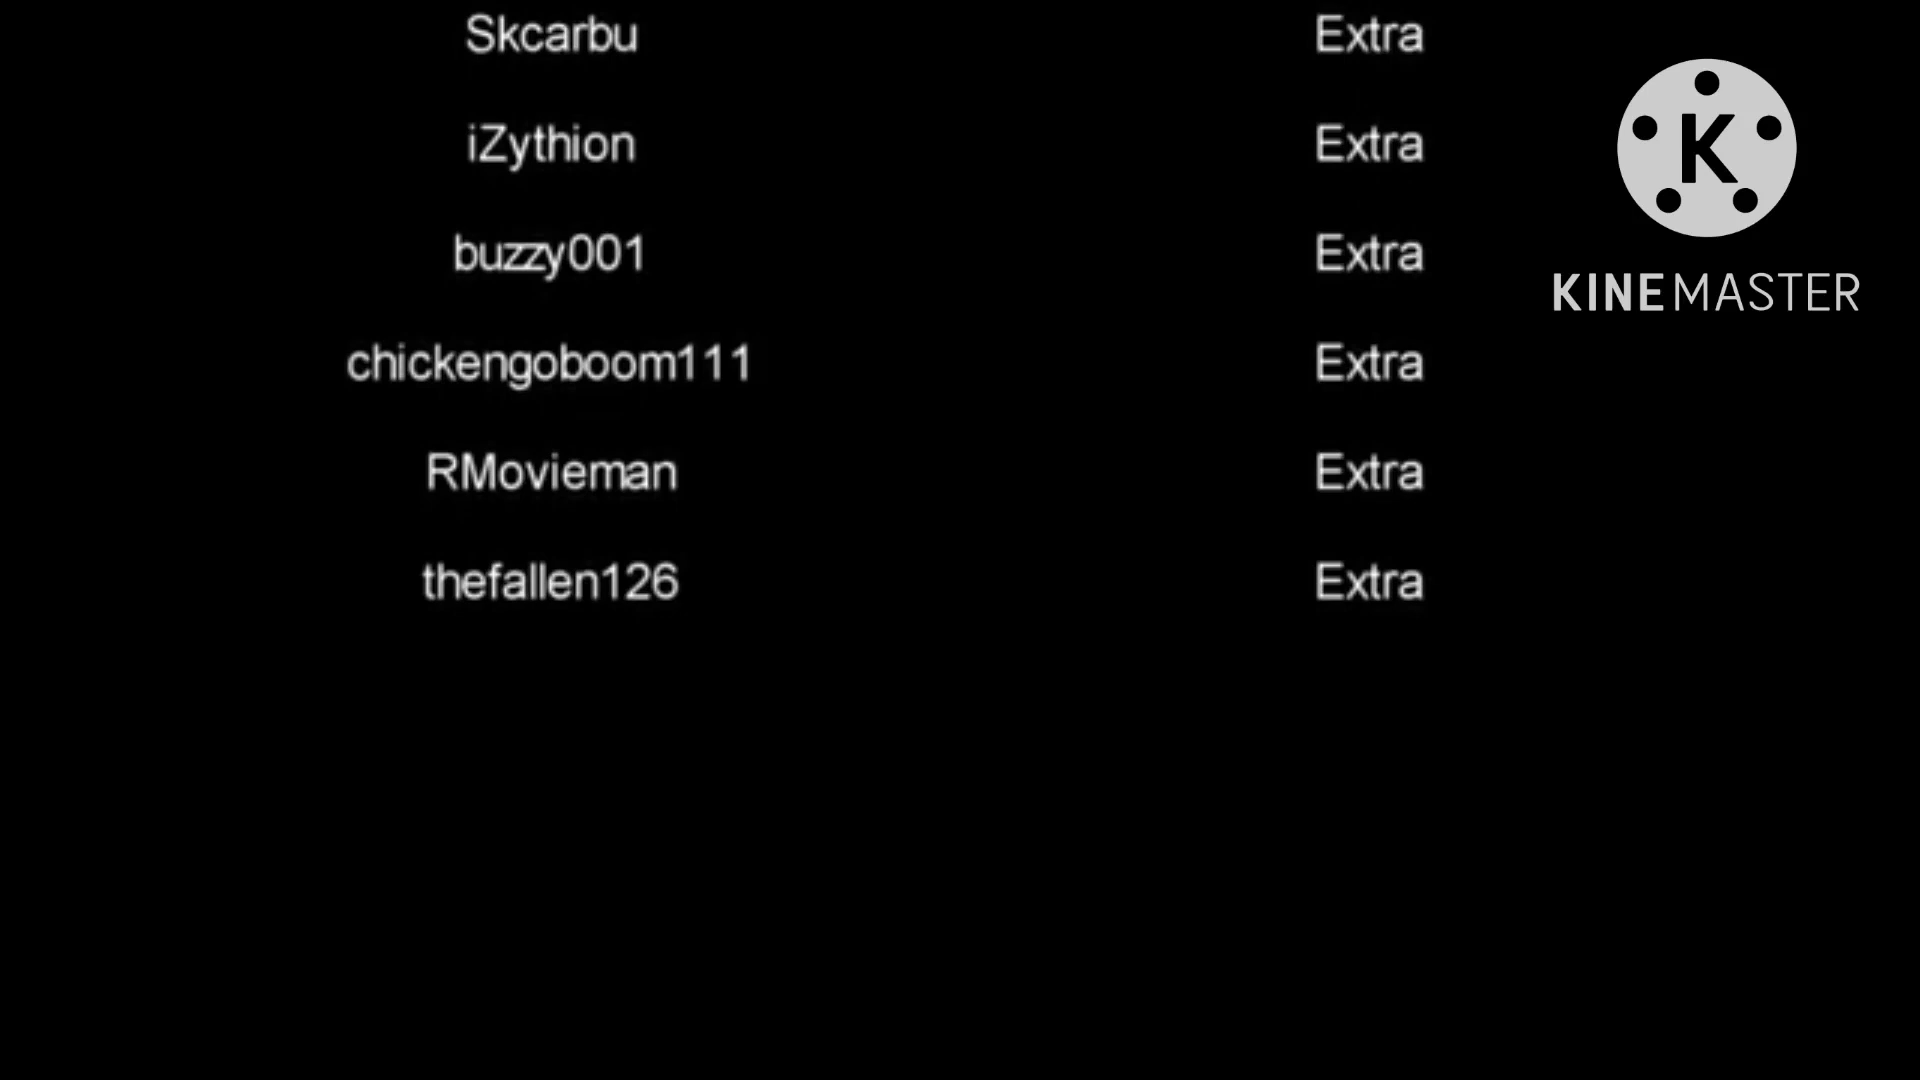 Skcarbu Extra
iZythion Extra
buzzy001 Extra
chickengoboom111 Extra
RMovieman Extra
thefallen126 Extra
K
KINEMASTER